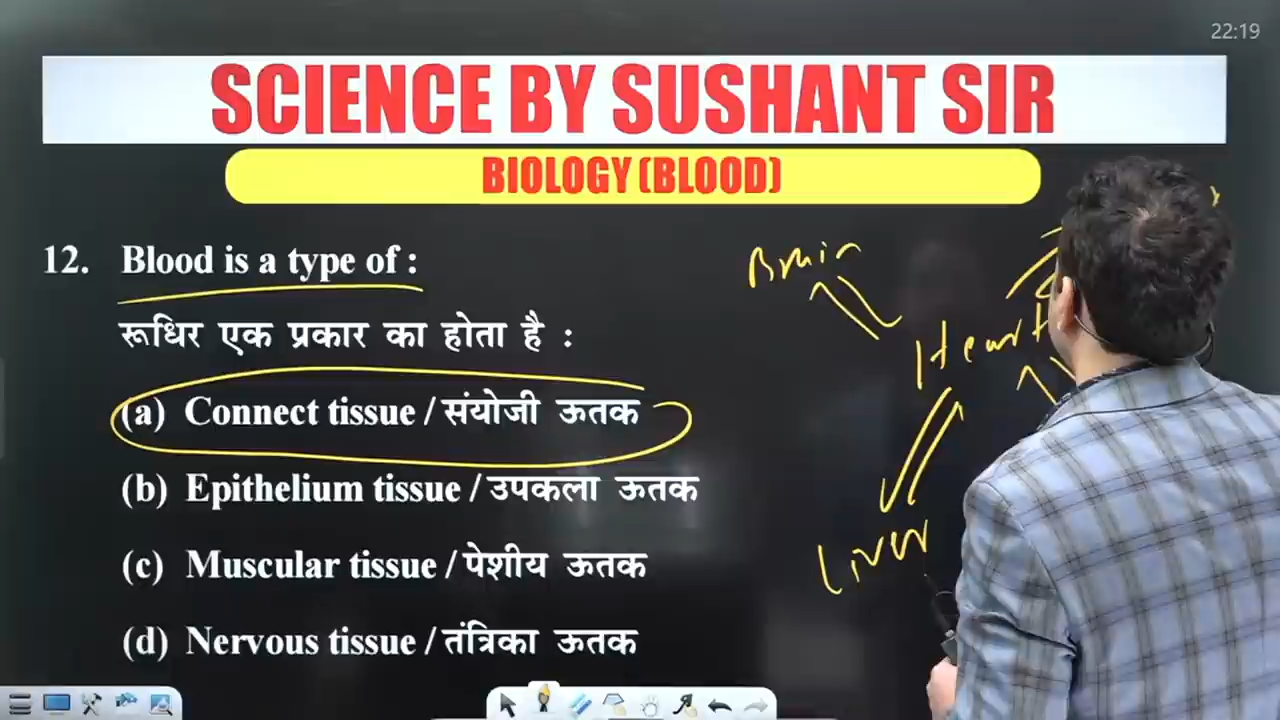 22:19
SCIENCE BY SUSHANT SIR
BIOLOGY (BLOOD)
12. Blood is a type of :
रूधिर एक प्रकार का होता है :
(a) Connect tissue / संयोजी ऊतक
(b) Epithelium tissue / उपकला ऊतक
(c) Muscular tissue / पेशीय ऊतक
(d) Nervous tissue / तंत्रिका ऊतक
Brain
Heart
Liver